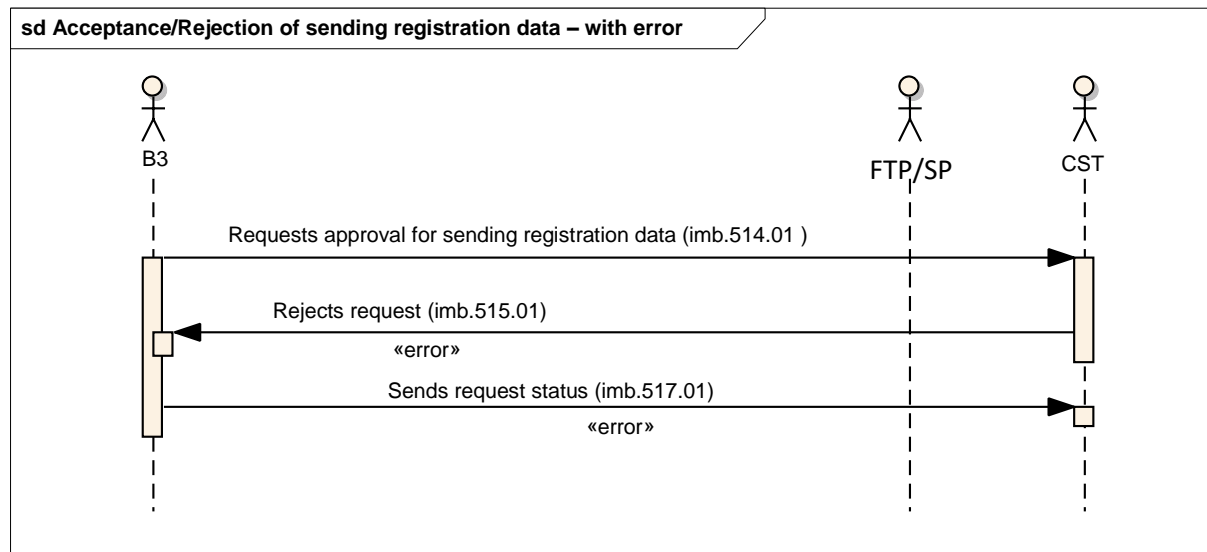 sd Acceptance/Rejection of sending registration data – with error
B3
FTP/SP
CST
Requests approval for sending registration data (imb.514.01 )
Rejects request (imb.515.01)
«error»
Sends request status (imb.517.01)
«error»